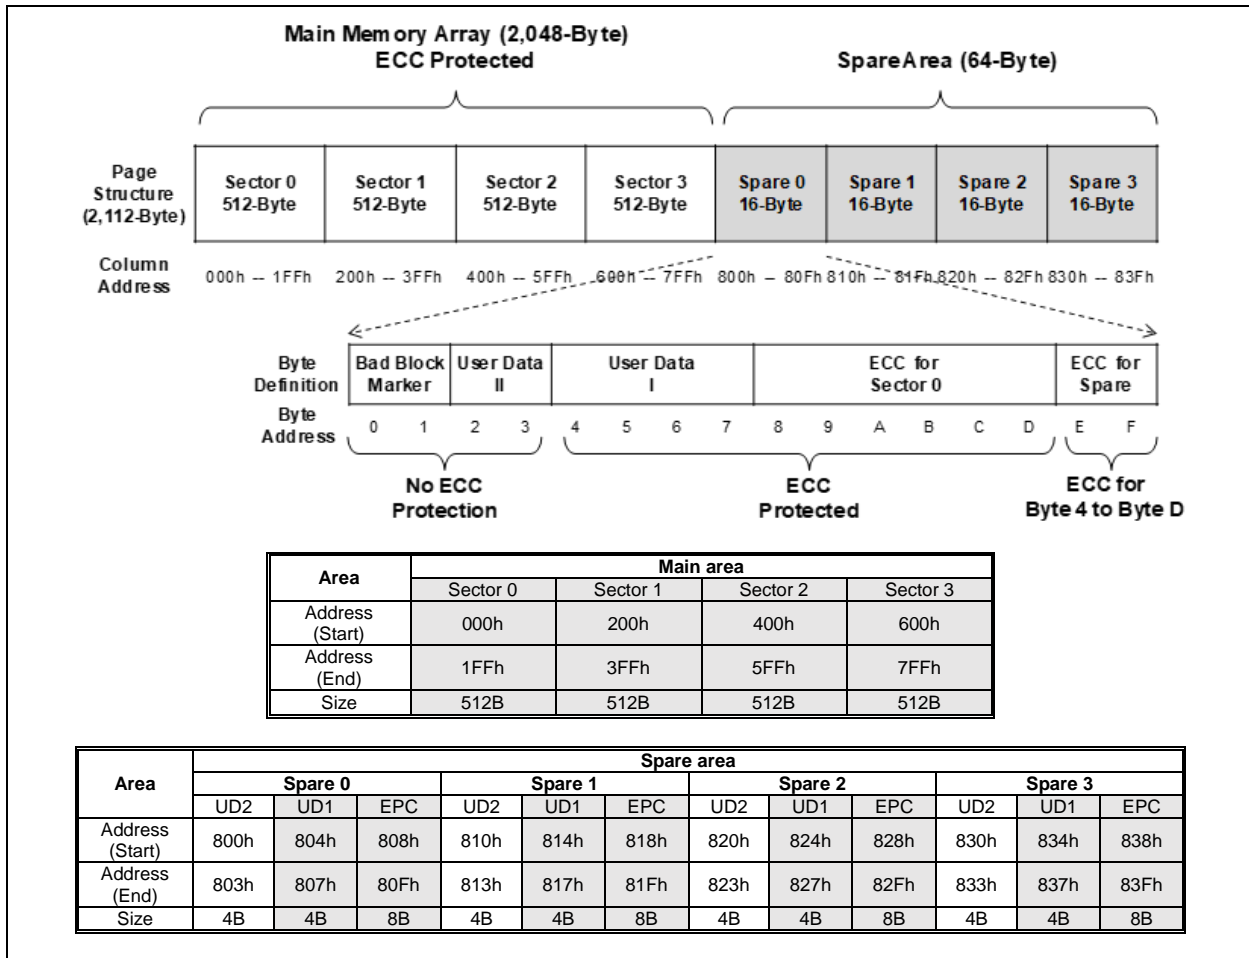 Main Memory Array (2,048-Byte)
ECC Protected
Spare Area (64-Byte)
Page
Structure
(2,112-Byte)
Sector 0
512-Byte
Sector 1
512-Byte
Sector 2
512-Byte
Sector 3
512-Byte
Spare 0
16-Byte
Spare 1
16-Byte
Spare 2
16-Byte
Spare 3
16-Byte
Column
Address
000h -- 1FFh 200h -- 3FFh 400h -- 5FFh 600h -- 7FFh 800h -- 80Fh 810h -- 81Fh 820h -- 82Fh 830h -- 83Fh
Byte
Definition
Bad Block
Marker
User Data
II
User Data
I
ECC for
Sector 0
ECC for
Spare
Byte
Address
0 1 2 3 4 5 6 7 8 9 A B C D E F
No ECC
Protection
ECC
Protected
ECC for
Byte 4 to Byte D
Area Main area
Sector 0 Sector 1 Sector 2 Sector 3
Address
(Start) 000h 200h 400h 600h
Address
(End) 1FFh 3FFh 5FFh 7FFh
Size 512B 512B 512B 512B
Area Spare area
Spare 0 Spare 1 Spare 2 Spare 3
UD2 UD1 EPC UD2 UD1 EPC UD2 UD1 EPC UD2 UD1 EPC
Address
(Start) 800h 804h 808h 810h 814h 818h 820h 824h 828h 830h 834h 838h
Address
(End) 803h 807h 80Fh 813h 817h 81Fh 823h 827h 82Fh 833h 837h 83Fh
Size 4B 4B 8B 4B 4B 8B 4B 4B 8B 4B 4B 8B